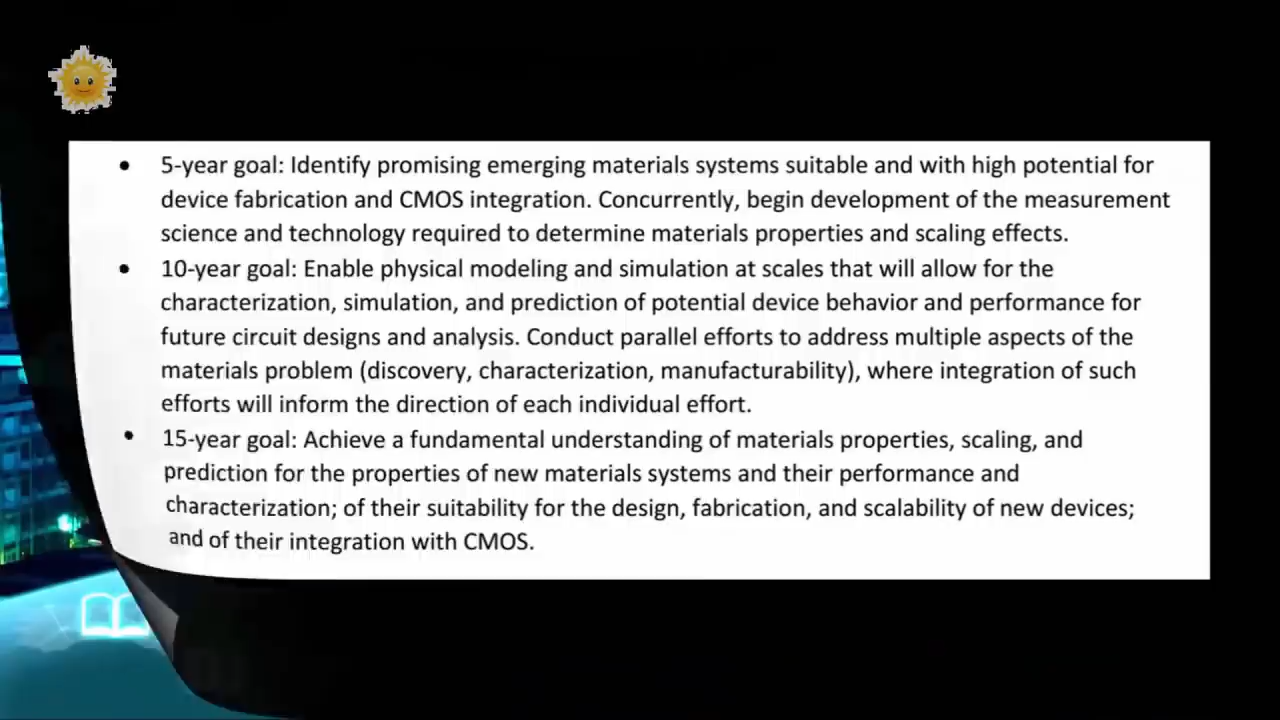 • 5-year goal: Identify promising emerging materials systems suitable and with high potential for
device fabrication and CMOS integration. Concurrently, begin development of the measurement
science and technology required to determine materials properties and scaling effects.
• 10-year goal: Enable physical modeling and simulation at scales that will allow for the
characterization, simulation, and prediction of potential device behavior and performance for
future circuit designs and analysis. Conduct parallel efforts to address multiple aspects of the
materials problem (discovery, characterization, manufacturability), where integration of such
efforts will inform the direction of each individual effort.
• 15-year goal: Achieve a fundamental understanding of materials properties, scaling, and
prediction for the properties of new materials systems and their performance and
characterization; of their suitability for the design, fabrication, and scalability of new devices;
and of their integration with CMOS.